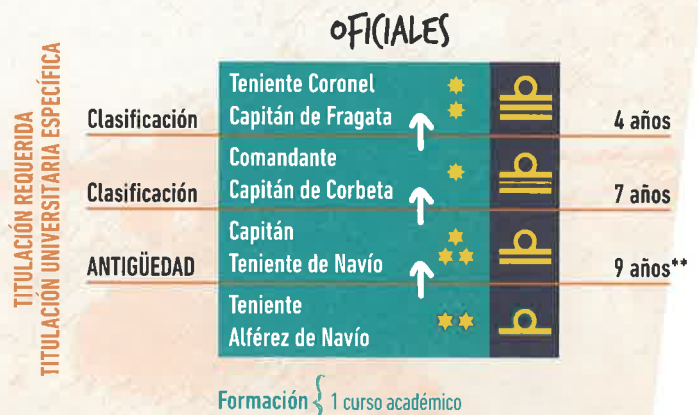 OFICIALES
TITULACIÓN REQUERIDA
TITULACIÓN UNIVERSITARIA ESPECÍFICA
Teniente Coronel
Capitán de Fragata
Clasificación
4 años
Comandante
Capitán de Corbeta
Clasificación
7 años
Capitán
Teniente de Navío
ANTIGÜEDAD
9 años**
Teniente
Alférez de Navío
Formación { 1 curso académico